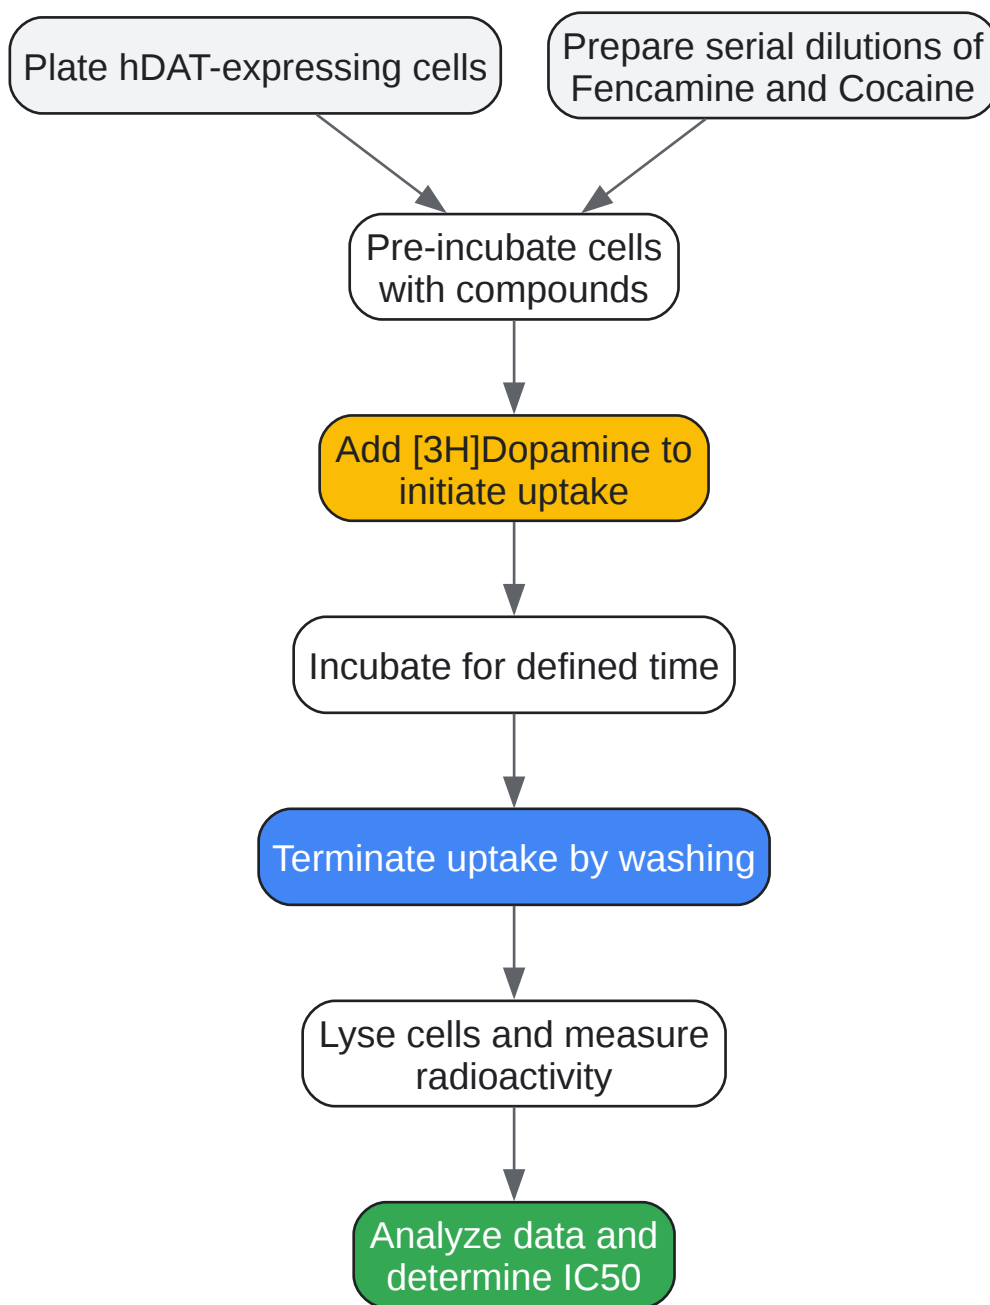 Plate hDAT-expressing cells
Prepare serial dilutions of
Fencamine and Cocaine
Pre-incubate cells
with compounds
Add [3H]Dopamine to
initiate uptake
Incubate for defined time
Terminate uptake by washing
Lyse cells and measure
radioactivity
Analyze data and
determine IC50